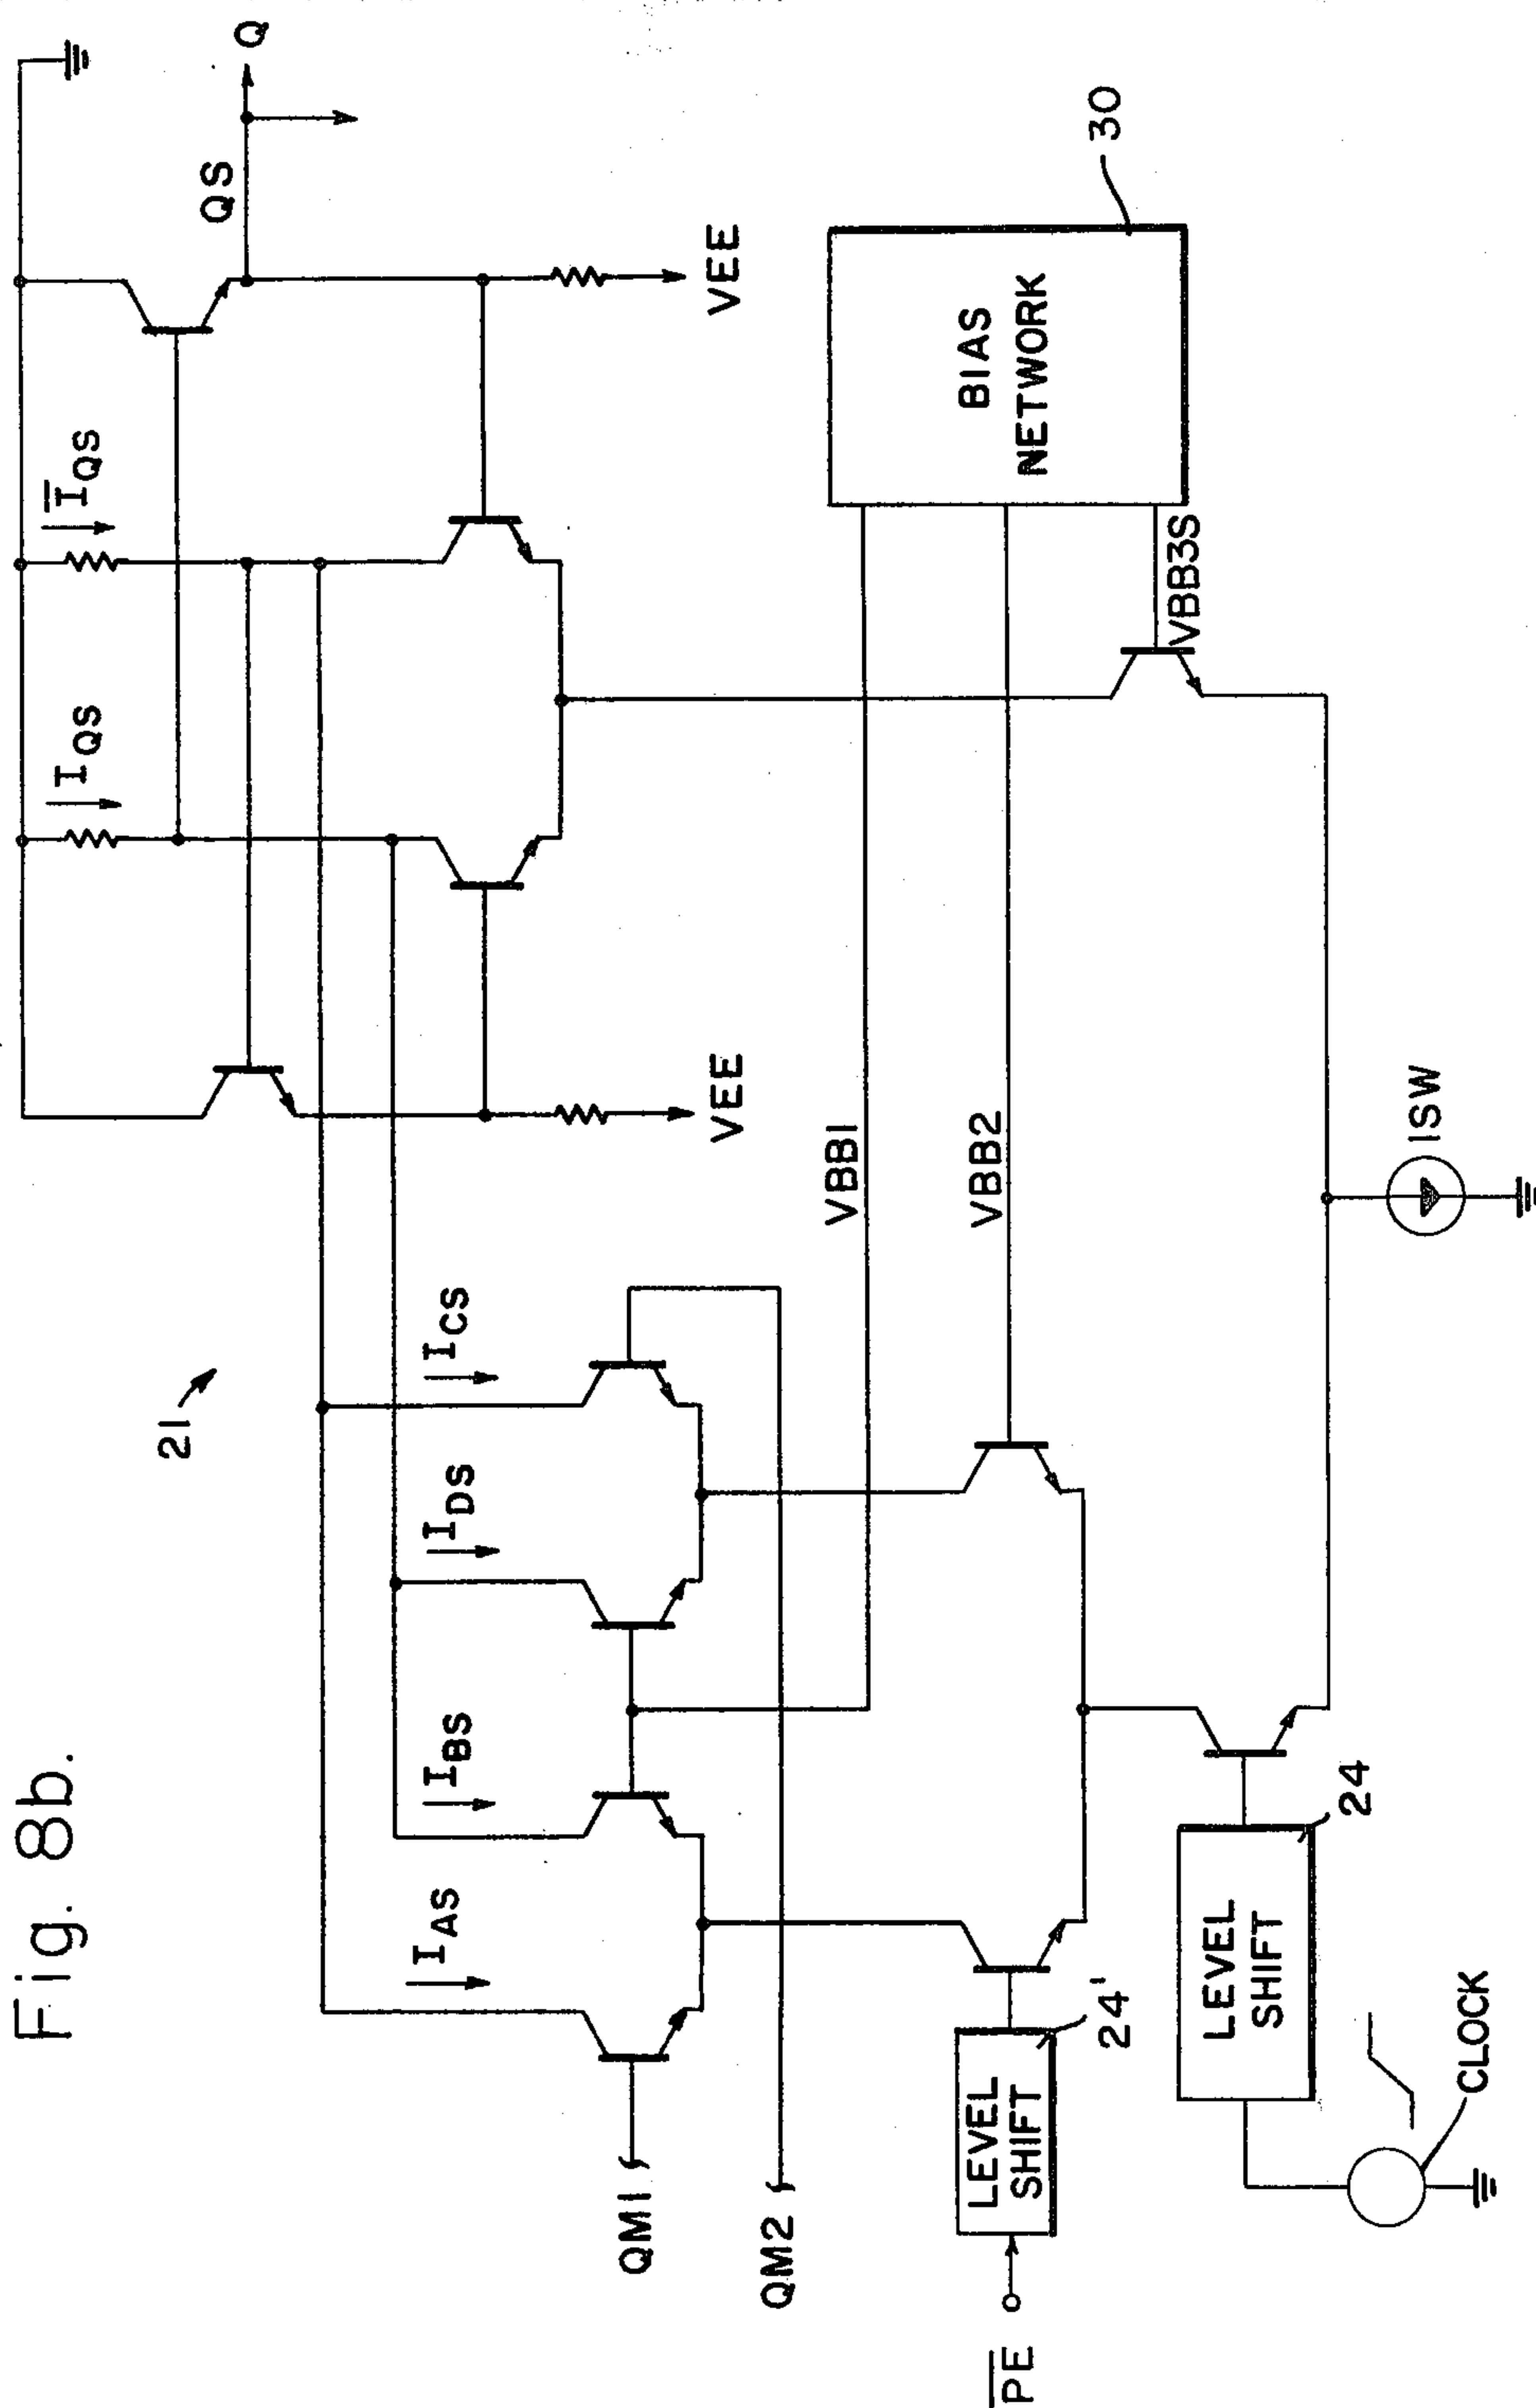 Fig. 8b.
21
Q
QS
I̅QS
IQS
VEE
VEE
IAS
IBS
IDS
ICS
QM1
QM2
VBB1
VBB2
VBB3S
BIAS
NETWORK
30
P̅E̅
LEVEL
SHIFT
24'
LEVEL
SHIFT
24
CLOCK
ISW